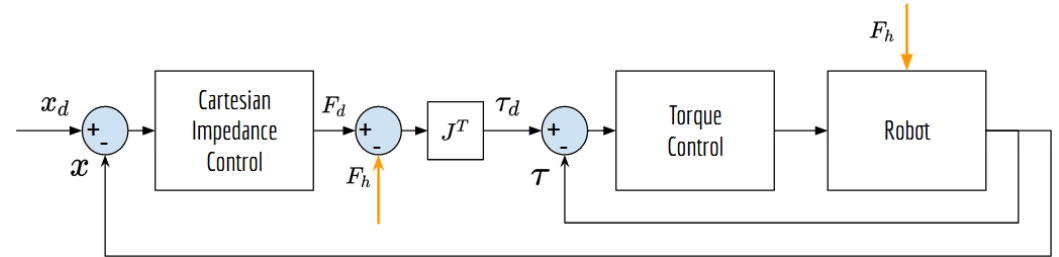 x_d
+
-
x
Cartesian
Impedance
Control
F_d
+
-
F_h
J^T
τ_d
+
-
τ
Torque
Control
F_h
Robot